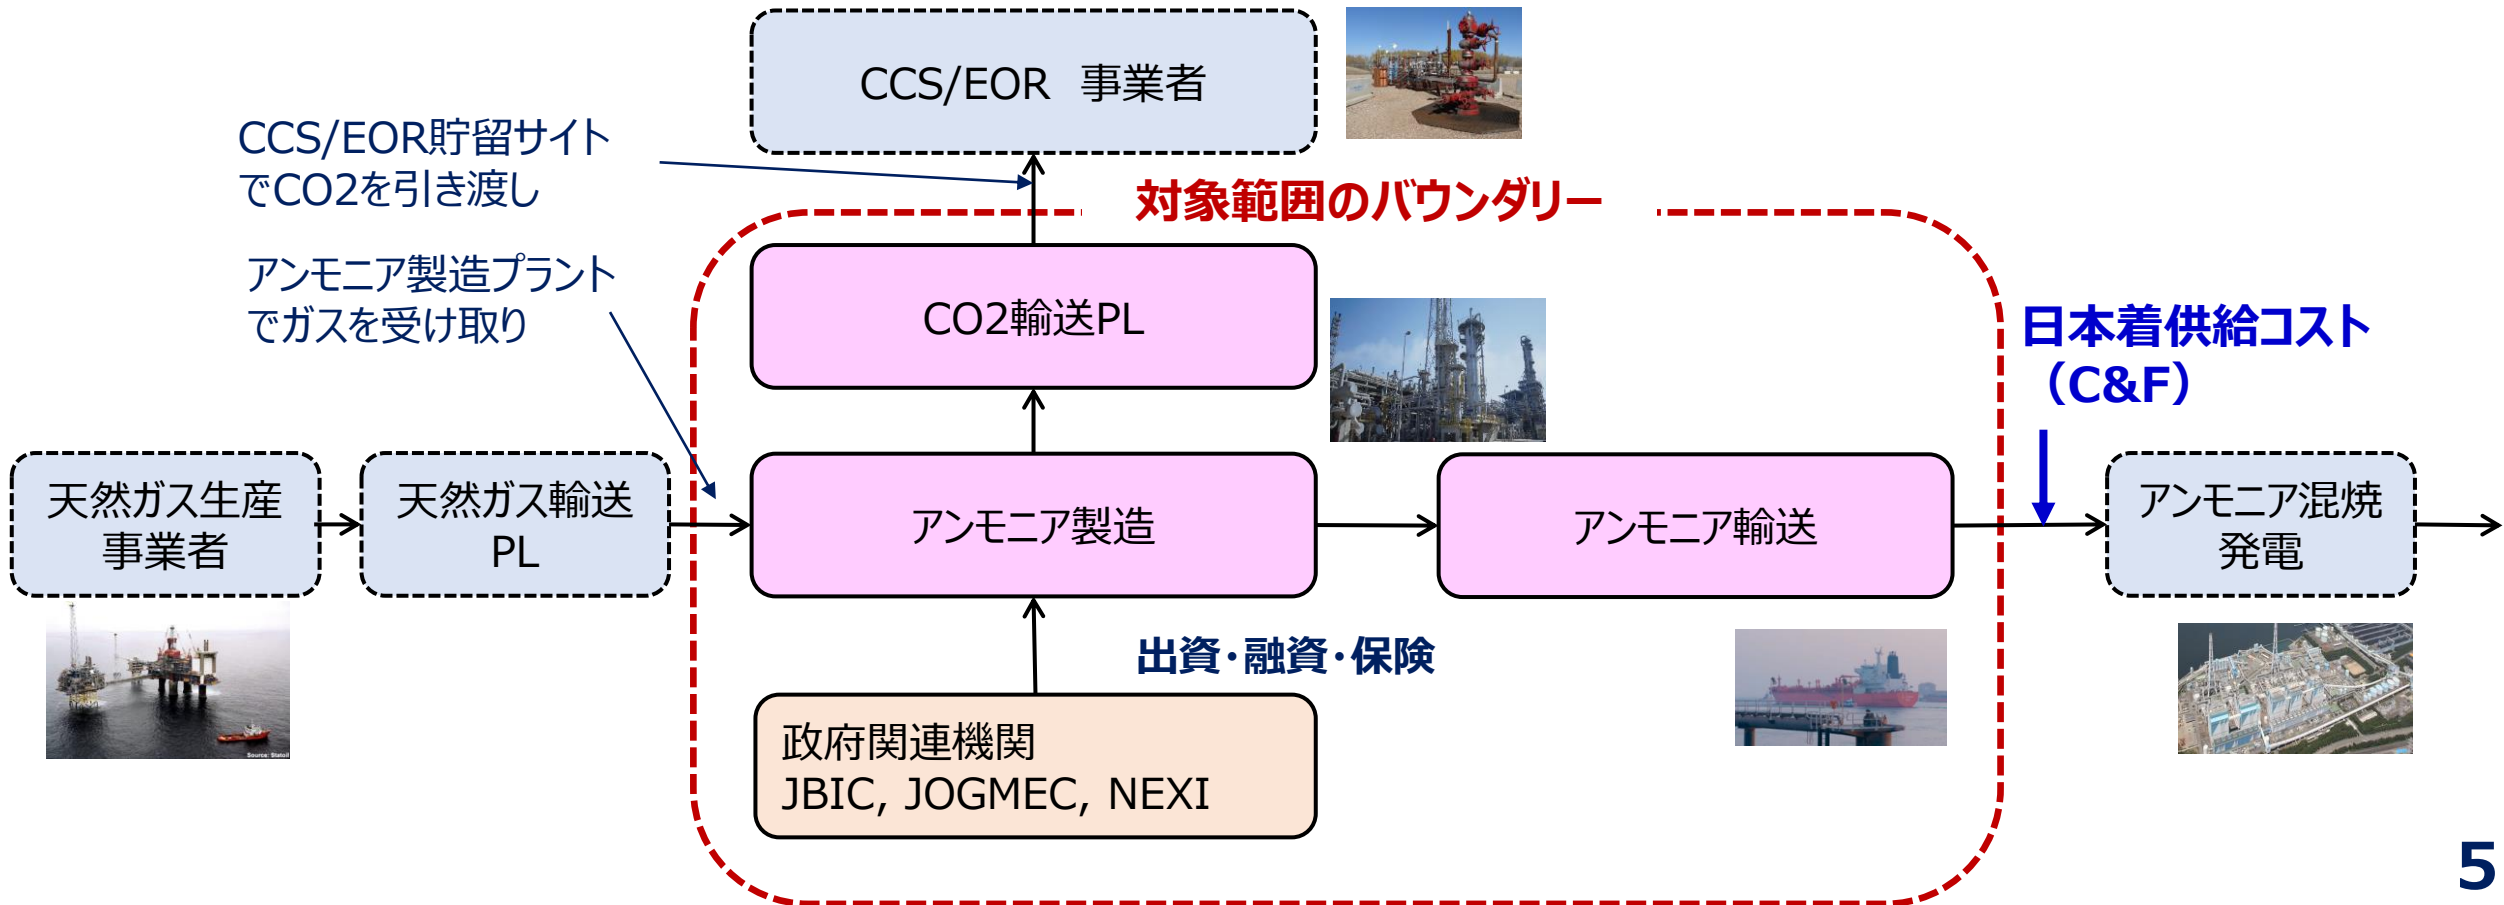 CCS/EOR 事業者
CCS/EOR貯留サイト
でCO2を引き渡し
対象範囲のバウンダリー
アンモニア製造プラント
でガスを受け取り
CO2輸送PL
日本着供給コスト
（C&F）
天然ガス生産
事業者
天然ガス輸送
PL
アンモニア製造
アンモニア輸送
アンモニア混焼
発電
出資・融資・保険
政府関連機関
JBIC, JOGMEC, NEXI
Source: Statoil
5